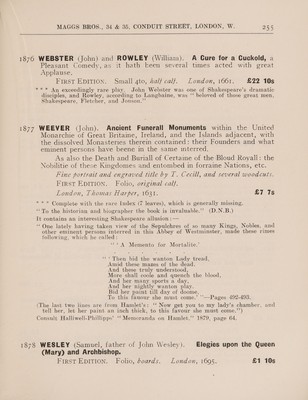 MAGGS BROS., 34 & 35, CONDUIT STREET, LONDON, W. 255
1876 WEBSTER (John) and ROWLEY (William). A Cure for a Cuckold, a
Pleasant Comedy, as it hath been several times acted with great
Applause.
FIRST EDITION. Small 4to, half calf. London, 1661. £22 10s
* * * An exceedingly rare play. John Webster was one of Shakespeare's dramatic
disciples, and Rowley, according to Langbaine, was "beloved of those great men,
Shakespeare, Fletcher, and Jonson."
1877 WEEVER (John). Ancient Funerall Monuments within the United
Monarchie of Great Britaine, Ireland, and the Islands adjacent, with
the dissolved Monasteries therein contained: their Founders and what
eminent persons have beene in the same interred.
As also the Death and Buriall of Certaine of the Bloud Royall: the
Nobilitie of these Kingdomes and entombed in forraine Nations, etc.
Fine portrait and engraved title by T. Cecill, and several woodcuts.
FIRST EDITION. Folio, original calf.
London, Thomas Harper, 1631. £7 7s
* * * Complete with the rare Index (7 leaves), which is generally missing.
"To the historian and biographer the book is invaluable." (D.N.B.)
It contains an interesting Shakespeare allusion:—
"One lately having taken view of the Sepulchres of so many Kings, Nobles, and
other eminent persons interred in this Abbey of Westminster, made these rimes
following, which he called:
"'A Memento for Mortalitie.'
"'Then bid the wanton Lady tread,
Amid these mazes of the dead.
And these truly understood,
More shall coole and quench the blood,
And her many sports a day,
And her nightly wanton play.
Bid her paint till day of doome,
To this favour she must come.'"—Pages 492-493.
(The last two lines are from Hamlet's: "Now get you to my lady's chamber, and
tell her, let her paint an inch thick, to this favour she must come.")
Consult Halliwell-Phillipps' "Memoranda on Hamlet," 1879, page 64.
1878 WESLEY (Samuel, father of John Wesley). Elegies upon the Queen
(Mary) and Archbishop.
FIRST EDITION. Folio, boards. London, 1695. £1 10s